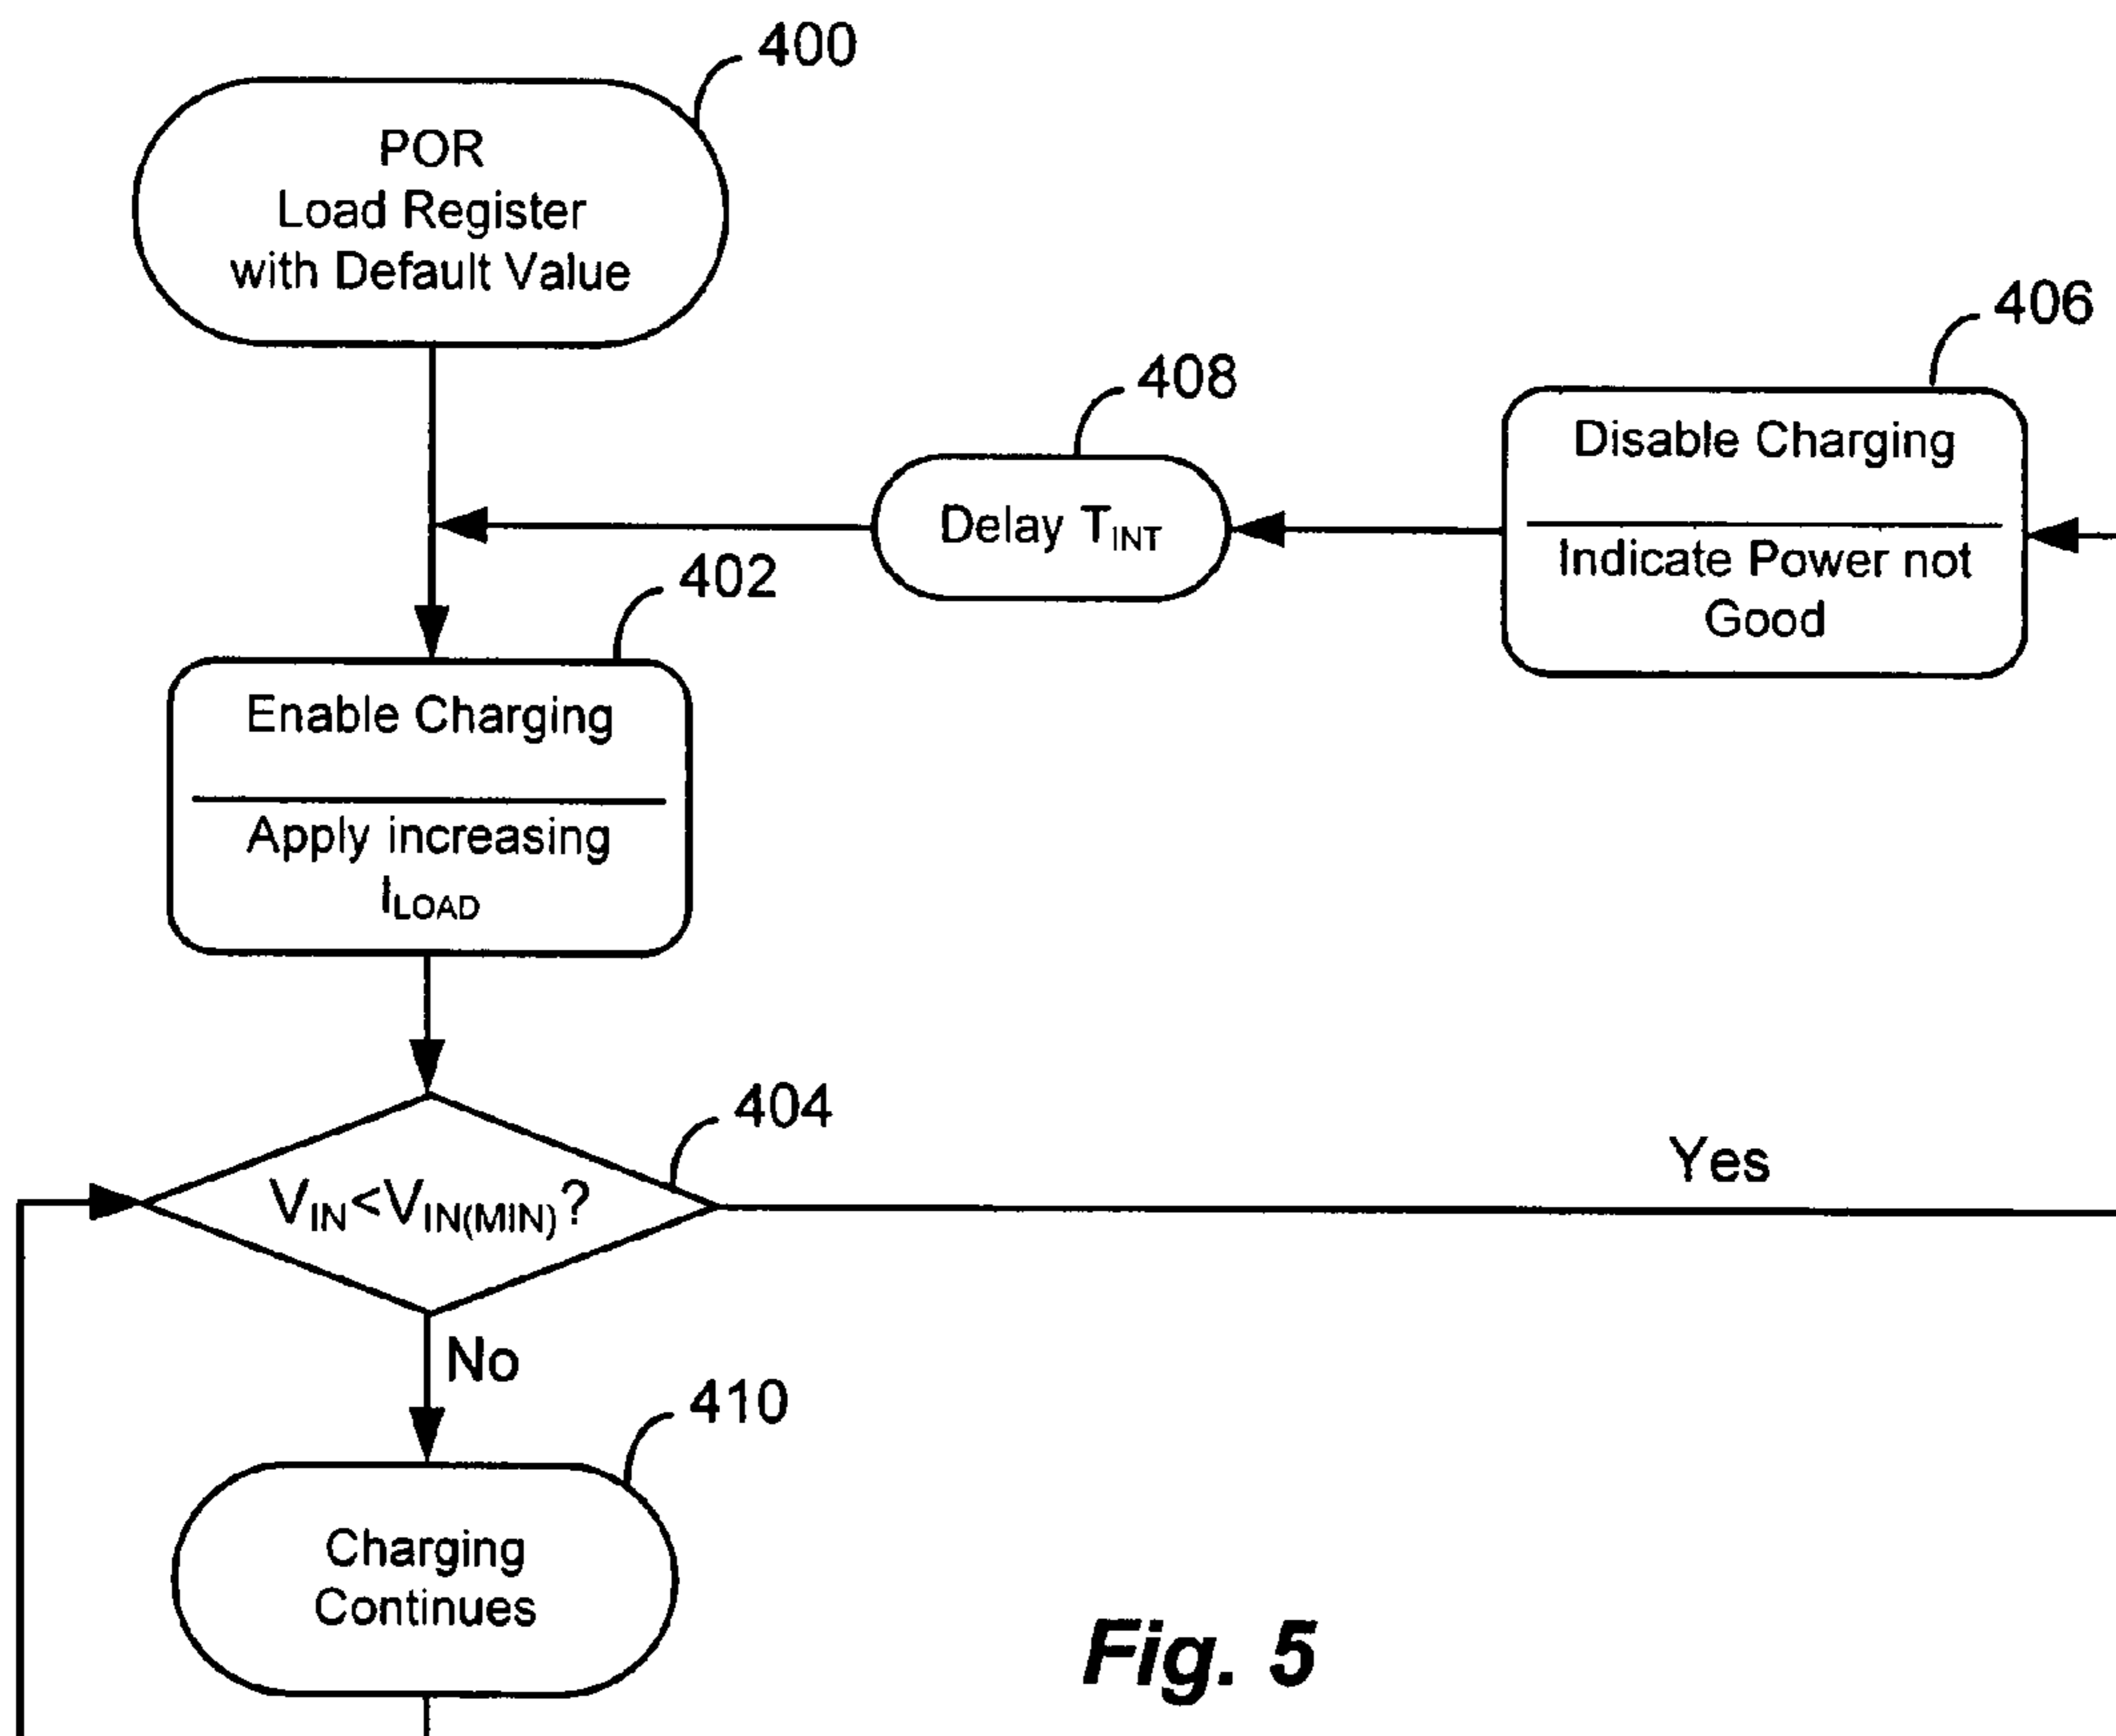 400
POR
Load Register
with Default Value
406
408
Disable Charging
Delay TINT
Indicate Power not
Good
402
Enable Charging
Apply increasing
ILOAD
404
VIN<VIN(MIN)?
Yes
No
410
Charging
Continues
Fig. 5